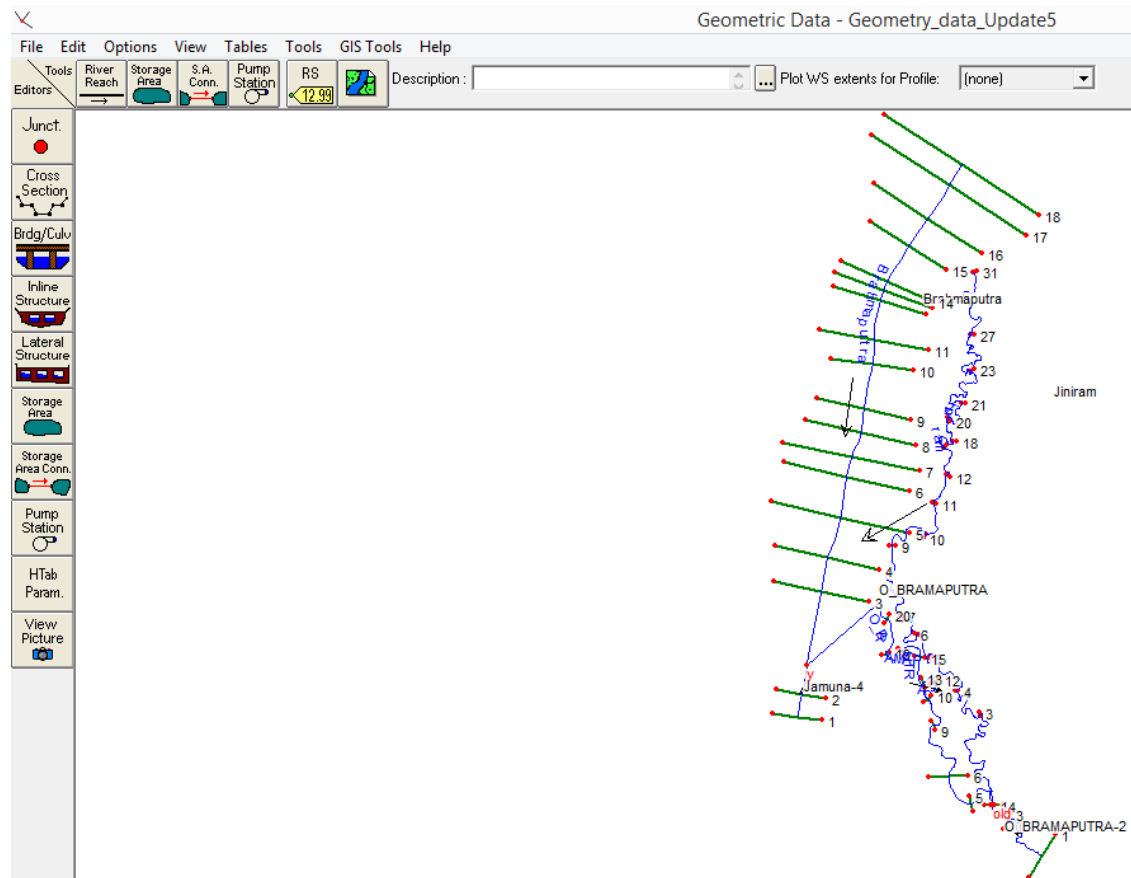 Geometric Data - Geometry_data_Update5
File Edit Options View Tables Tools GIS Tools Help
Tools
Editors
River
Reach
Storage
Area
S.A.
Conn.
Pump
Station
RS
12.99
Description :
...
Plot WS extents for Profile:
(none)
Junct.
Cross
Section
Brdg/Culv
Inline
Structure
Lateral
Structure
Storage
Area
Storage
Area Conn.
Pump
Station
HTab
Param.
View
Picture
18
17
16
15
31
Brahmaputra
14
Brahmaputra
27
11
10
23
Jiniram
21
9
20
8
18
7
12
6
11
5
10
9
4
O_BRAMAPUTRA
3
20
6
15
y
Jamuna-4
13
12
4
2
10
3
1
9
6
5
14
old
3
O_BRAMAPUTRA-2
1